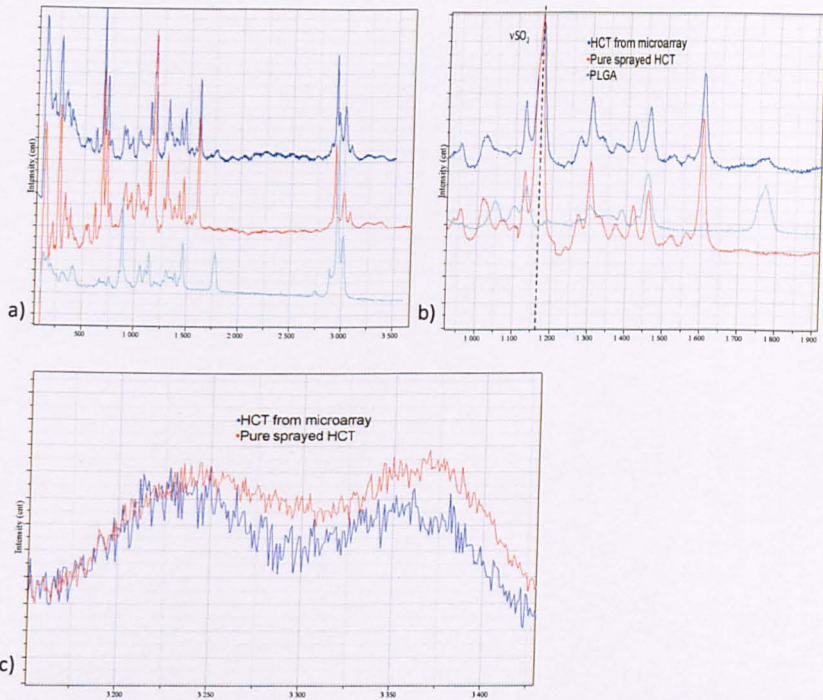 Intensity (cnt)
500
1 000
1 500
2 000
2 500
3 000
3 500
a)
νSO₂
•HCT from microarray
•Pure sprayed HCT
•PLGA
Intensity (cnt)
1 000
1 100
1 200
1 300
1 400
1 500
1 600
1 700
1 800
1 900
b)
•HCT from microarray
•Pure sprayed HCT
Intensity (cnt)
3 200
3 250
3 300
3 350
3 400
c)